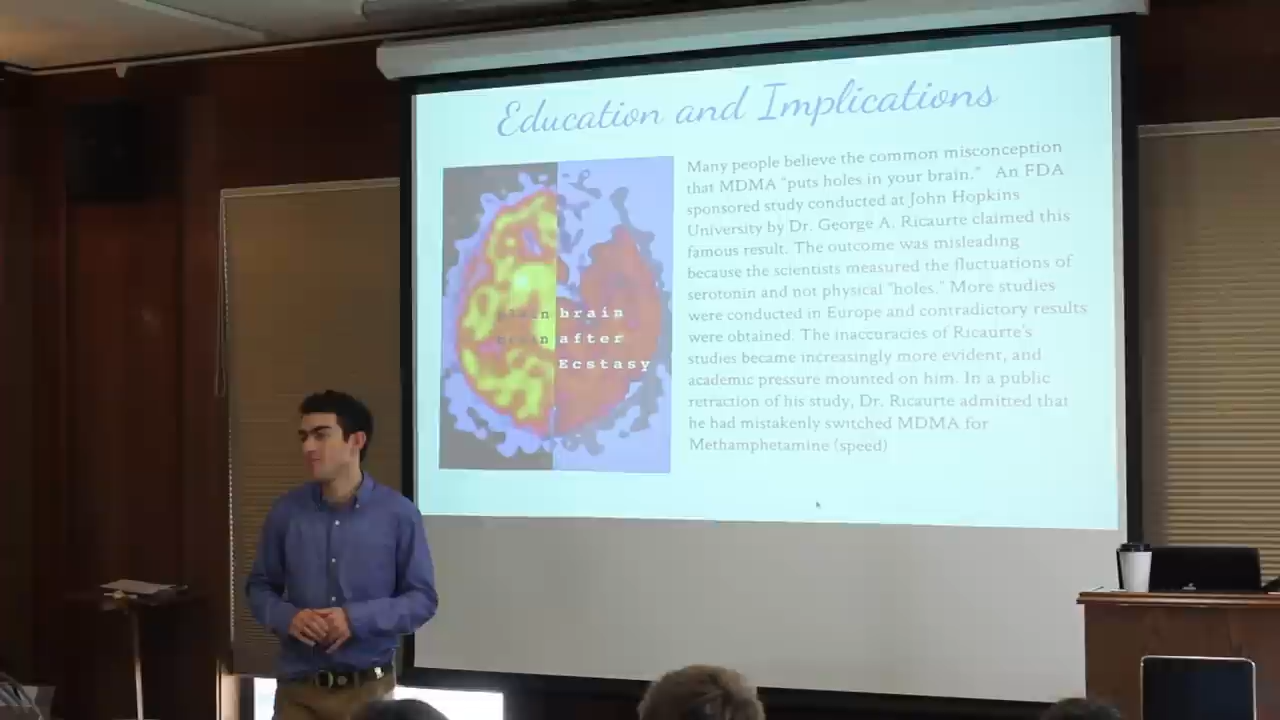 Education and Implications
Many people believe the common misconception
that MDMA "puts holes in your brain." An FDA
sponsored study conducted at John Hopkins
University by Dr. George A. Ricaurte claimed this
famous result. The outcome was misleading
because the scientists measured the fluctuations of
serotonin and not physical "holes." More studies
were conducted in Europe and contradictory results
were obtained. The inaccuracies of Ricaurte's
studies became increasingly more evident, and
academic pressure mounted on him. In a public
retraction of his study, Dr. Ricaurte admitted that
he had mistakenly switched MDMA for
Methamphetamine (speed)
plain brain
brain after
Ecstasy